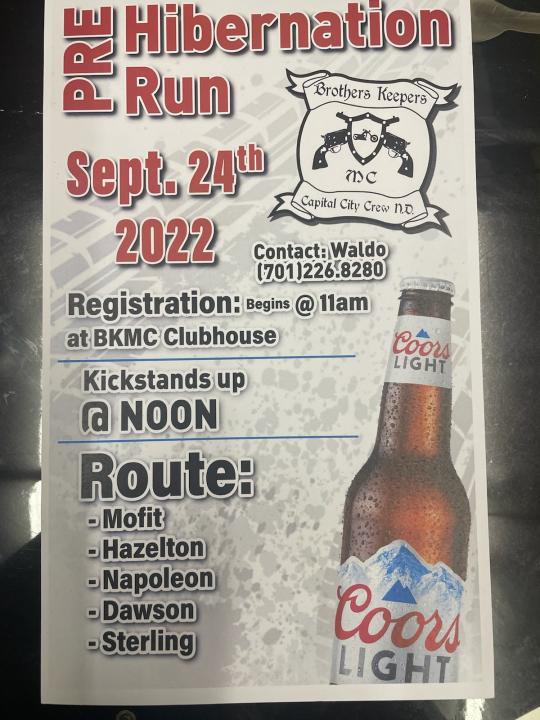 PRE Hibernation
Run
Sept. 24th
2022
Brothers Keepers
MC
Capital City Crew N.D.
Contact: Waldo
(701)226.8280
Registration: Begins @ 11am
at BKMC Clubhouse
Kickstands up
@ NOON
Route:
- Mofit
- Hazelton
- Napoleon
- Dawson
- Sterling
Coors
LIGHT
Coors
LIGHT